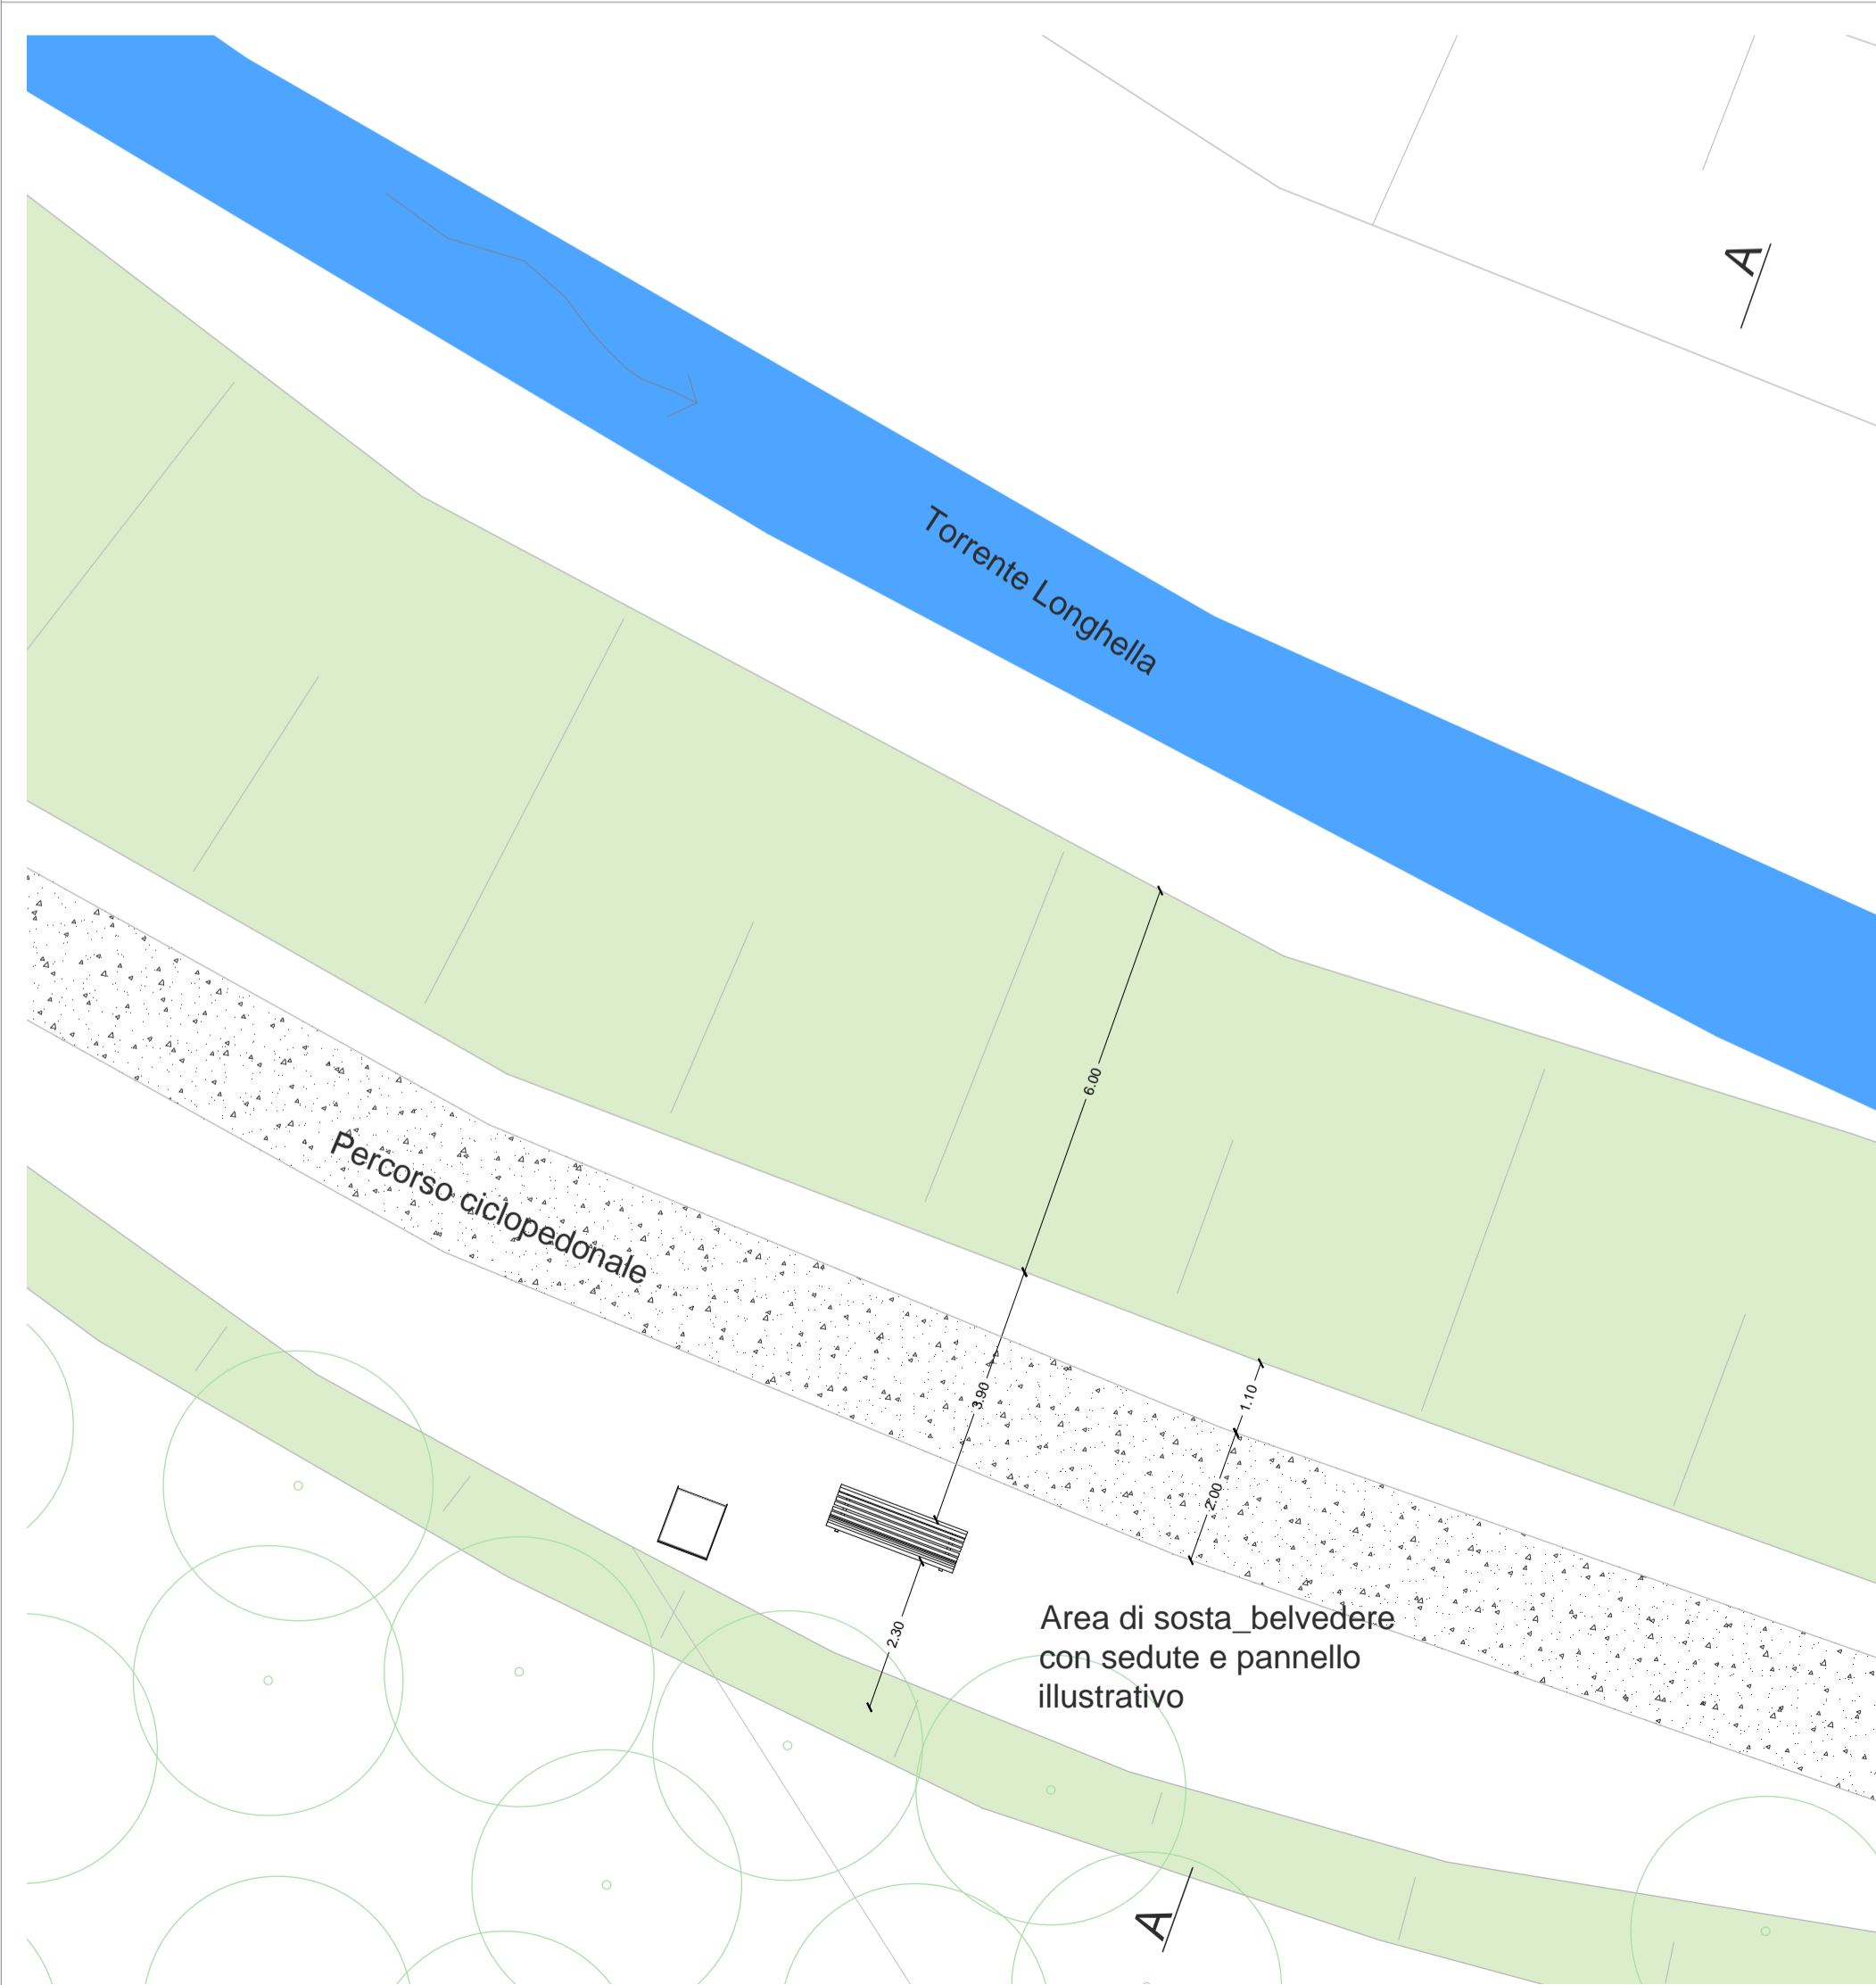 A
Torrente Longhella
6.00
Percorso ciclopedonale
3.90
1.10
2.00
2.30
Area di sosta_belvedere
con sedute e pannello
illustrativo
A